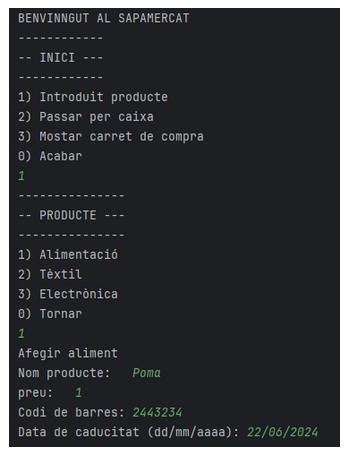 BENVINNGUT AL SAPAMERCAT
------------
-- INICI ---
------------
1) Introduit producte
2) Passar per caixa
3) Mostar carret de compra
0) Acabar
1
---------------
-- PRODUCTE ---
---------------
1) Alimentació
2) Tèxtil
3) Electrònica
0) Tornar
1
Afegir aliment
Nom producte:   Poma
preu:   1
Codi de barres: 2443234
Data de caducitat (dd/mm/aaaa): 22/06/2024